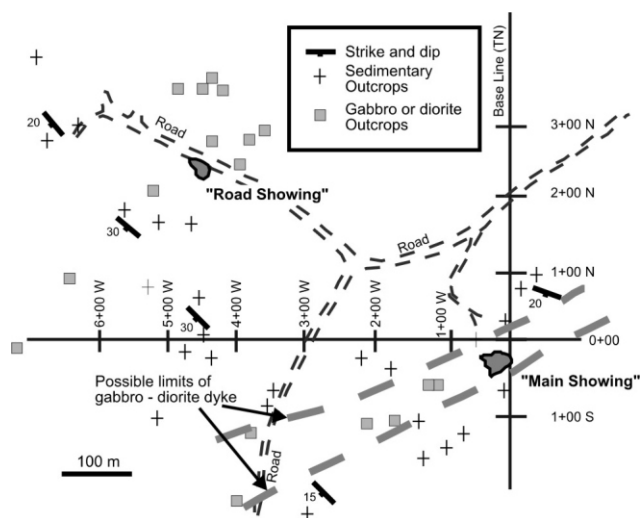 Strike and dip
Sedimentary
Outcrops
Gabbro or diorite
Outcrops
Base Line (TN)
20
Road
3+00 N
"Road Showing"
2+00 N
30
Road
1+00 N
6+00 W
5+00 W
4+00 W
3+00 W
2+00 W
1+00 W
20
30
0+00
Possible limits of
gabbro - diorite dyke
"Main Showing"
1+00 S
100 m
Road
15